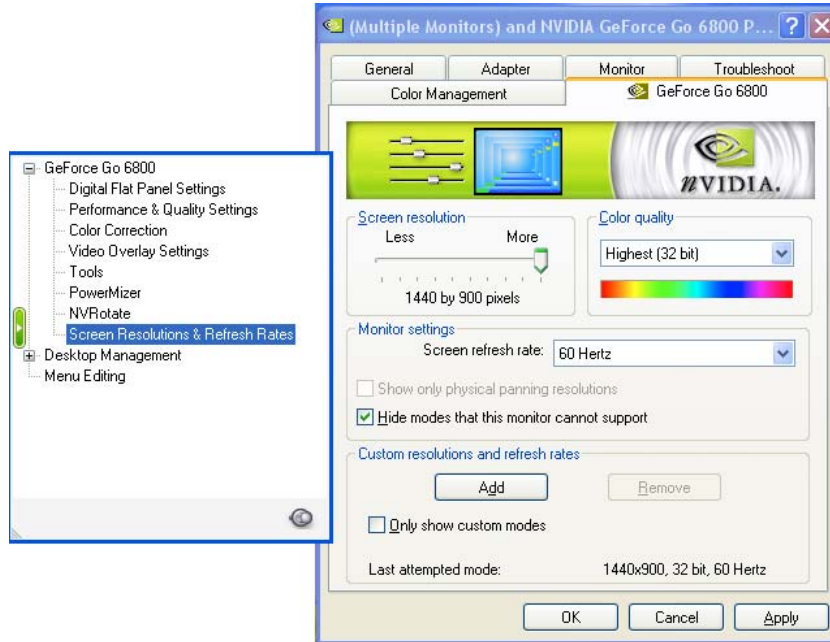 (Multiple Monitors) and NVIDIA GeForce Go 6800 P...
General Adapter Monitor Troubleshoot
Color Management GeForce Go 6800
nVIDIA.
GeForce Go 6800
Digital Flat Panel Settings
Performance & Quality Settings
Color Correction
Video Overlay Settings
Tools
PowerMizer
NVRotate
Screen Resolutions & Refresh Rates
Desktop Management
Menu Editing
Screen resolution
Less More
1440 by 900 pixels
Color quality
Highest (32 bit)
Monitor settings
Screen refresh rate: 60 Hertz
Show only physical panning resolutions
Hide modes that this monitor cannot support
Custom resolutions and refresh rates
Add Remove
Only show custom modes
Last attempted mode: 1440x900, 32 bit, 60 Hertz
OK Cancel Apply